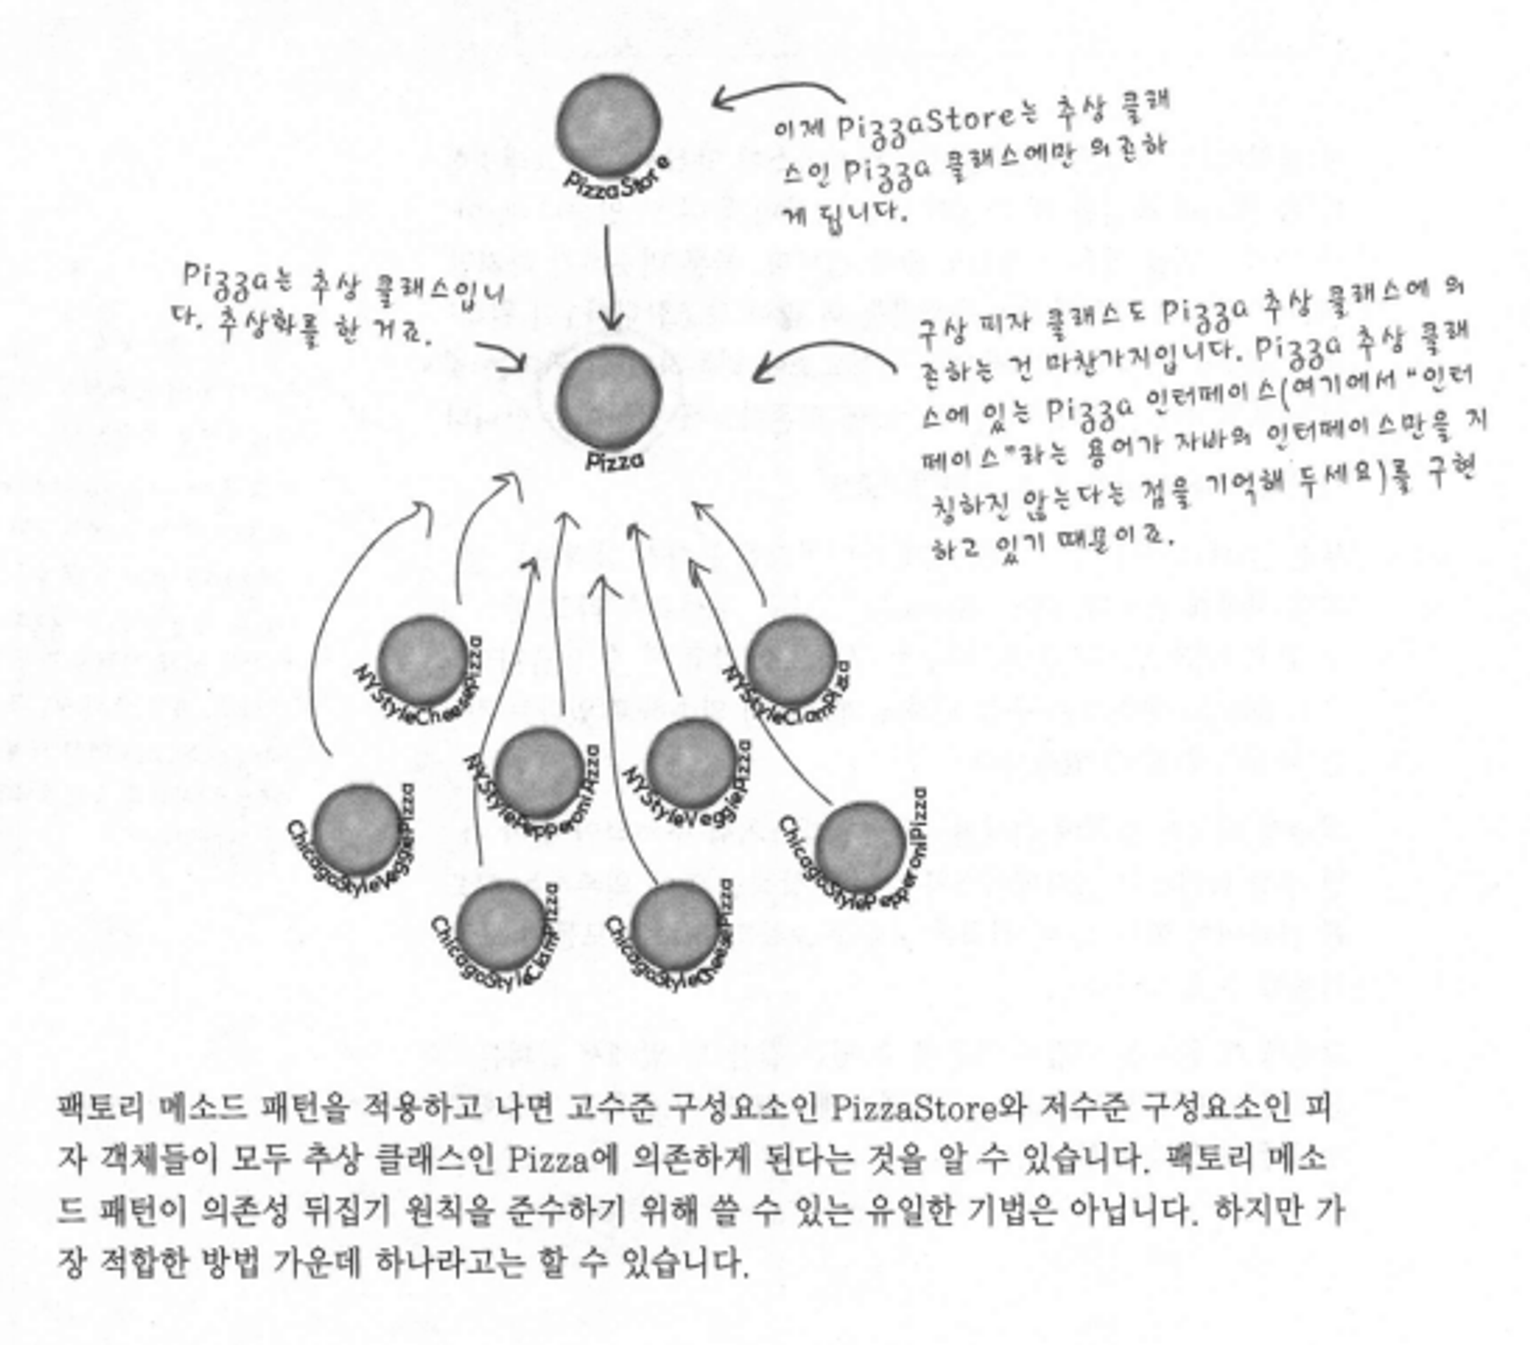 이제 PizzaStore는 추상 클래
스인 Pizza 클래스에만 의존하
게 됩니다.
PizzaStore
Pizza는 추상 클래스입니
다. 추상화를 한 거죠.
구상 피자 클래스도 Pizza 추상 클래스에 의
존하는 건 마찬가지입니다. Pizza 추상 클래
스에 있는 Pizza 인터페이스(여기에서 "인터
페이스"라는 용어가 자바의 인터페이스만을 지
칭하진 않는다는 점을 기억해 두세요)를 구현
하고 있기 때문이죠.
Pizza
NYStyleCheesePizza
NYStyleClamPizza
NYStylePepperoniPizza
NYStyleVeggiePizza
ChicagoStyleVeggiePizza
ChicagoStylePepperoniPizza
ChicagoStyleClamPizza
ChicagoStyleCheesePizza
팩토리 메소드 패턴을 적용하고 나면 고수준 구성요소인 PizzaStore와 저수준 구성요소인 피
자 객체들이 모두 추상 클래스인 Pizza에 의존하게 된다는 것을 알 수 있습니다. 팩토리 메소
드 패턴이 의존성 뒤집기 원칙을 준수하기 위해 쓸 수 있는 유일한 기법은 아닙니다. 하지만 가
장 적합한 방법 가운데 하나라고는 할 수 있습니다.